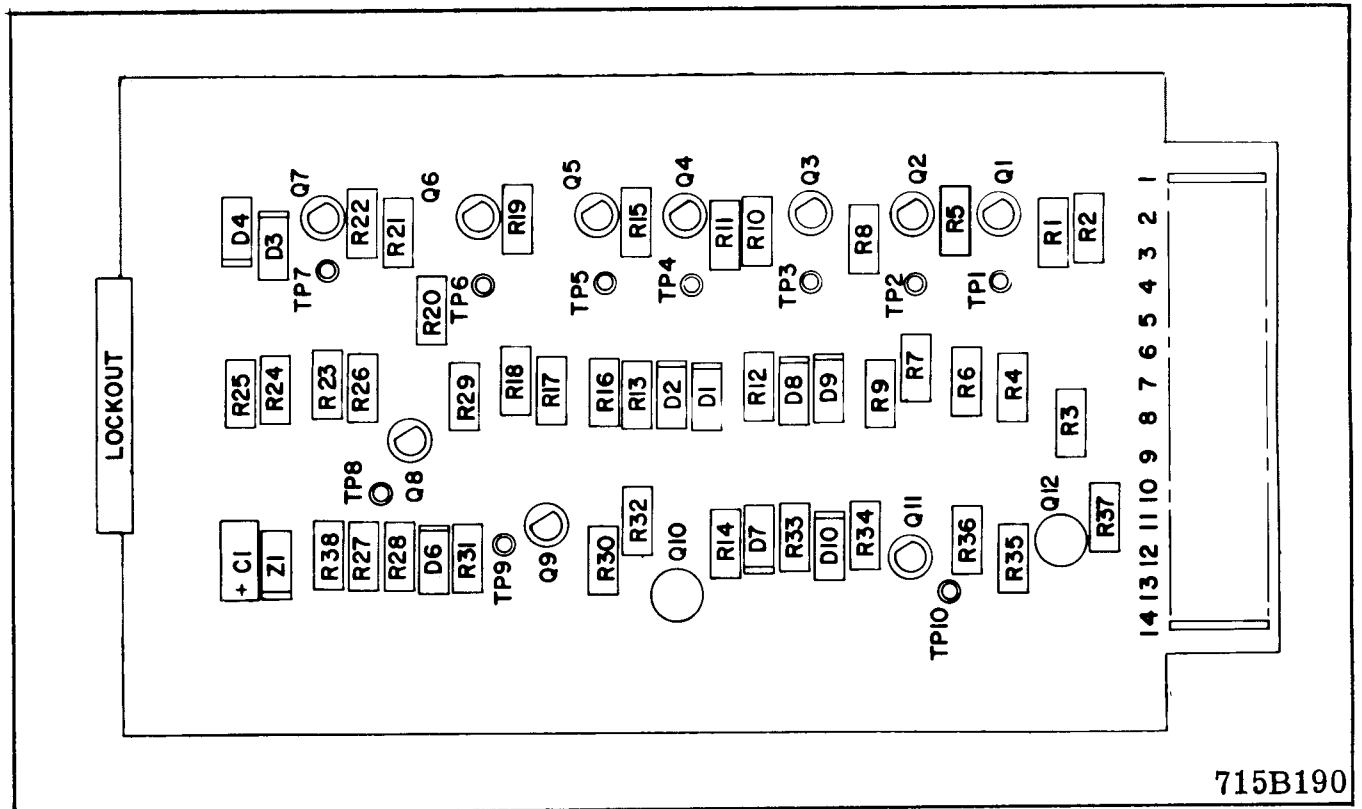 LOCKOUT
D4
D3
Q7
R22
R21
Q6
R19
Q5
R15
Q4
R11
R10
Q3
R8
Q2
R5
Q1
R1
R2
TP7
R20
TP6
TP5
TP4
TP3
TP2
TP1
R25
R24
R23
R26
R29
R18
R17
R16
R13
D2
D1
R12
D8
D9
R9
R7
R6
R4
R3
TP8
Q8
+ C1
Z1
R38
R27
R28
D6
R31
TP9
Q9
R30
R32
Q10
R14
D7
R33
D10
R34
Q11
R36
TP10
R35
Q12
R37
1
2
3
4
5
6
7
8
9
10
11
12
13
14
715B190